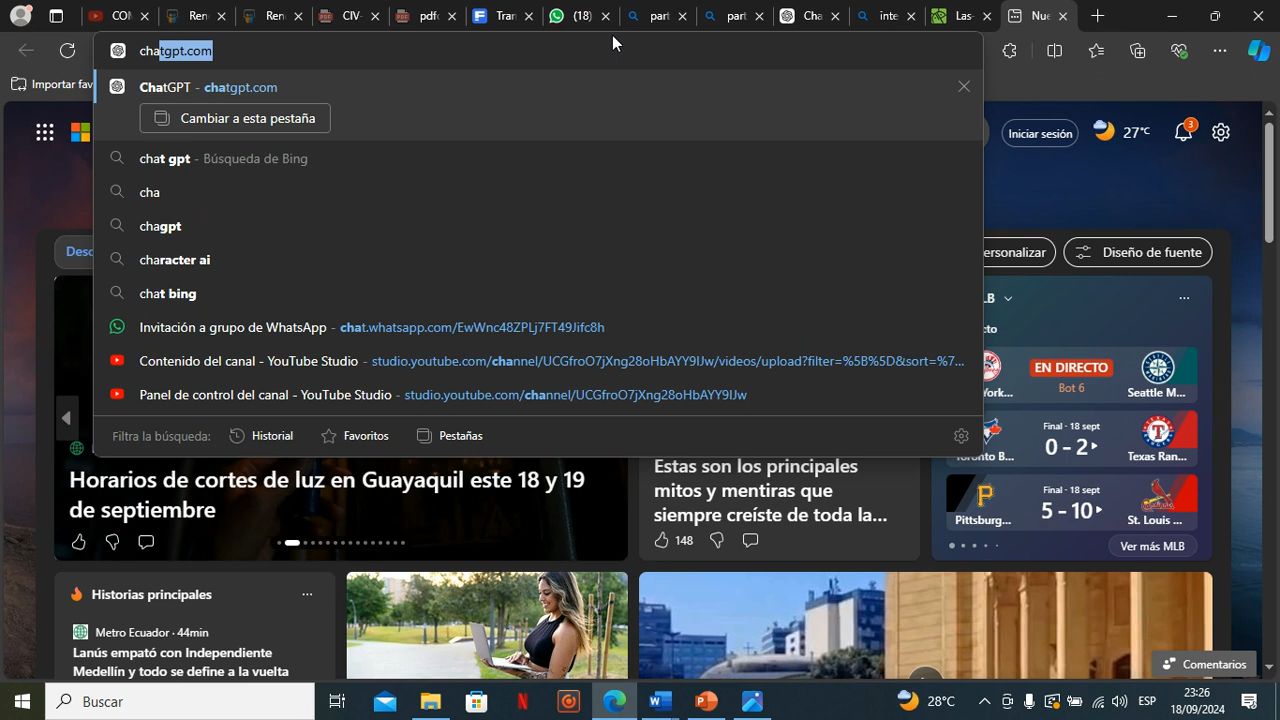 CON
Ren
Ren
CIV-
pdfc
Tran
(18)
part
part
Cha
inte
Las-
Nue
chatgpt.com
Importar fav
ChatGPT - chatgpt.com
Cambiar a esta pestaña
chat gpt - Búsqueda de Bing
cha
chagpt
character ai
chat bing
Invitación a grupo de WhatsApp - chat.whatsapp.com/EwWnc48ZPLj7FT49Jifc8h
Contenido del canal - YouTube Studio - studio.youtube.com/channel/UCGfroO7jXng28oHbAYY9IJw/videos/upload?filter=%5B%5D&sort=%7...
Panel de control del canal - YouTube Studio - studio.youtube.com/channel/UCGfroO7jXng28oHbAYY9IJw
Filtra la búsqueda: Historial Favoritos Pestañas
Iniciar sesión 27°C 3
Desc
ersonalizar Diseño de fuente
LB
cto
York... EN DIRECTO Seattle M...
Bot 6
Final · 18 sept
Toronto B... 0 - 2 Texas Ran...
Final · 18 sept
Pittsburg... 5 - 10 St. Louis ...
Ver más MLB
Horarios de cortes de luz en Guayaquil este 18 y 19
de septiembre
Estas son los principales
mitos y mentiras que
siempre creíste de toda la...
148
Historias principales
Metro Ecuador · 44min
Lanús empató con Independiente
Medellín y todo se define a la vuelta
Comentarios
Buscar
28°C ESP 23:26
18/09/2024